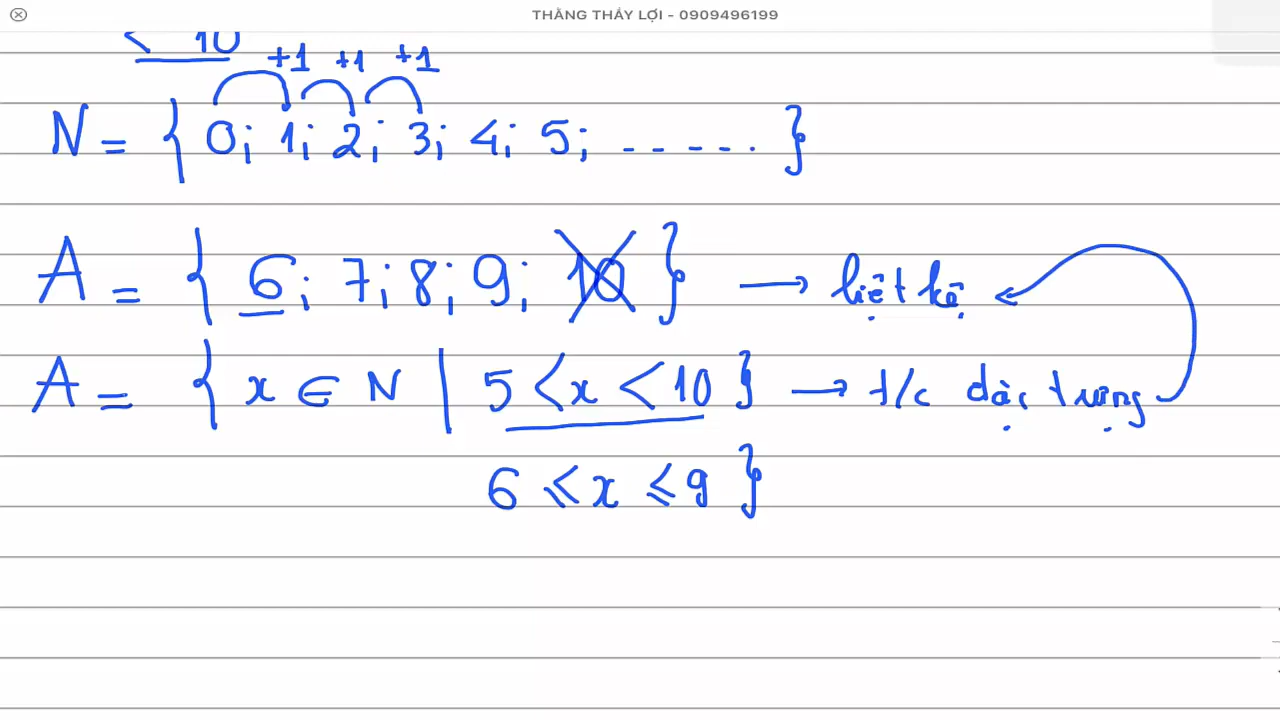 THẮNG THẦY LỢI - 0909496199
< 10
+1 +1 +1
N = { 0; 1; 2; 3; 4; 5; ...... }
A = { 6; 7; 8; 9; 10 } → liệt kê
A = { x ∈ N | 5 < x < 10 } → t/c đặc trưng
6 ⩽ x ⩽ 9 }